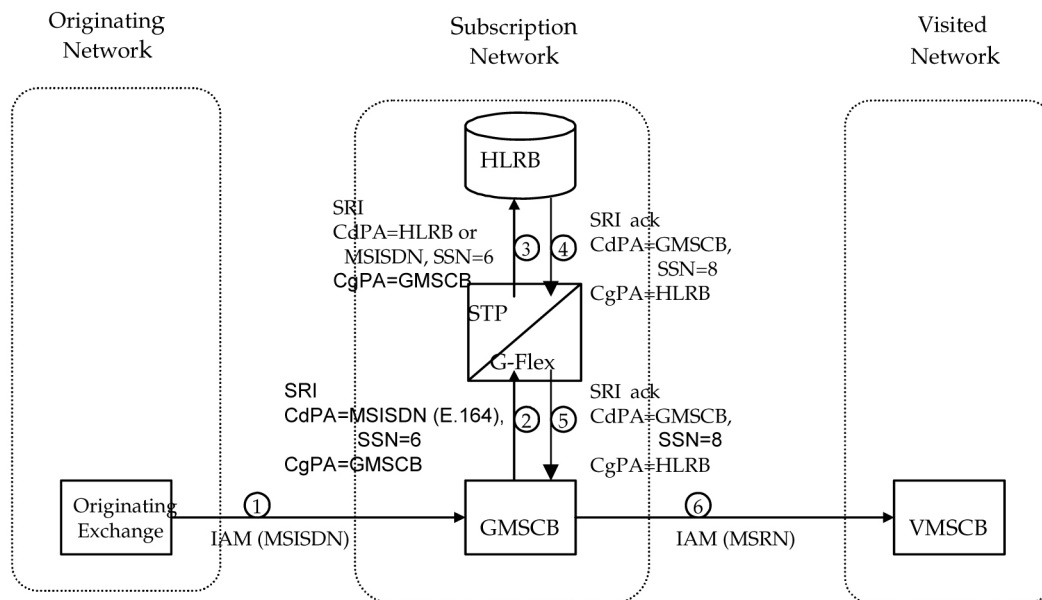 Originating
Network
Subscription
Network
Visited
Network
HLRB
SRI
CdPA=HLRB or
MSISDN, SSN=6
CgPA=GMSCB
3
4
SRI ack
CdPA=GMSCB,
SSN=8
CgPA=HLRB
STP
G-Flex
SRI
CdPA=MSISDN (E.164),
SSN=6
CgPA=GMSCB
2
5
SRI ack
CdPA=GMSCB,
SSN=8
CgPA=HLRB
Originating
Exchange
1
IAM (MSISDN)
GMSCB
6
IAM (MSRN)
VMSCB